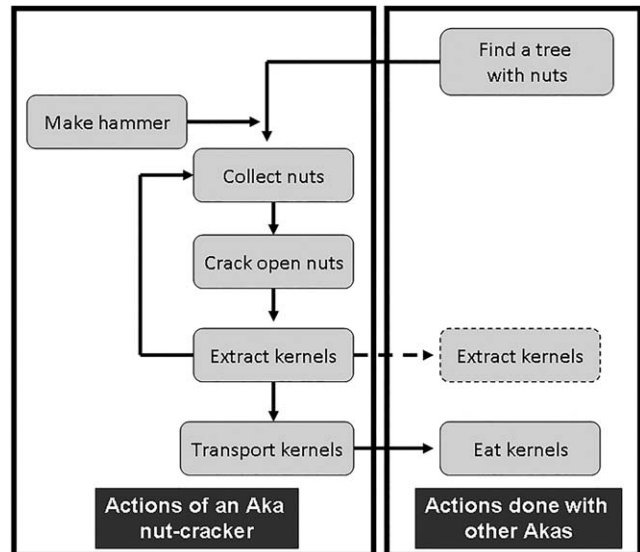 Find a tree
with nuts
Make hammer
Collect nuts
Crack open nuts
Extract kernels
Extract kernels
Transport kernels
Eat kernels
Actions of an Aka
nut-cracker
Actions done with
other Akas